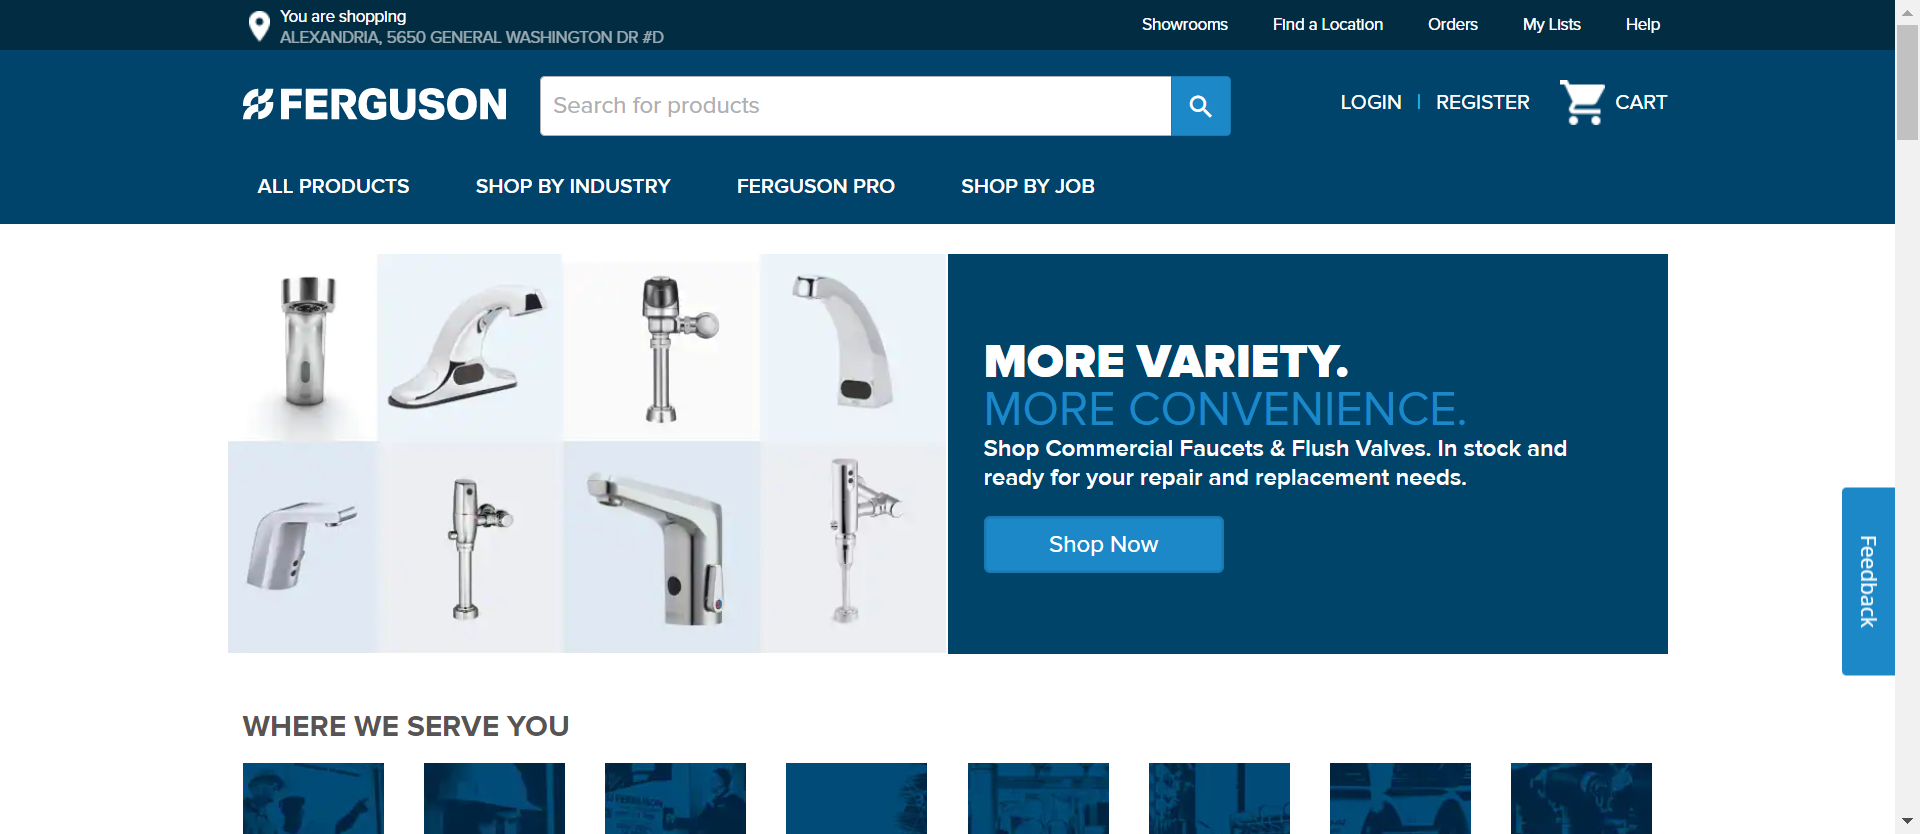 You are shopping
ALEXANDRIA, 5650 GENERAL WASHINGTON DR #D
Showrooms
Find a Location
Orders
My Lists
Help
FERGUSON
Search for products
LOGIN
REGISTER
CART
ALL PRODUCTS
SHOP BY INDUSTRY
FERGUSON PRO
SHOP BY JOB
MORE VARIETY.
MORE CONVENIENCE.
Shop Commercial Faucets & Flush Valves. In stock and
ready for your repair and replacement needs.
Shop Now
Feedback
WHERE WE SERVE YOU
FERGUSON